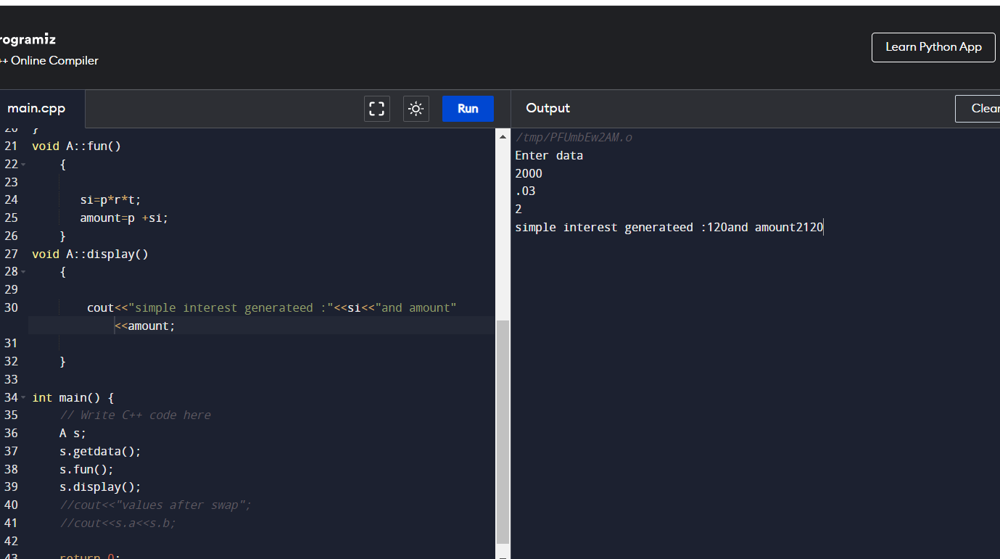 rogramiz
++ Online Compiler
Learn Python App
main.cpp
Run
Output
Clear
20 }
21 void A::fun()
22 {
23
24 si=p*r*t;
25 amount=p +si;
26 }
27 void A::display()
28 {
29
30 cout<<"simple interest generateed :"<<si<<"and amount"
<<amount;
31
32 }
33
34 int main() {
35 // Write C++ code here
36 A s;
37 s.getdata();
38 s.fun();
39 s.display();
40 //cout<<"values after swap";
41 //cout<<s.a<<s.b;
42
43 return 0;
/tmp/PFUmbEw2AM.o
Enter data
2000
.03
2
simple interest generateed :120and amount2120